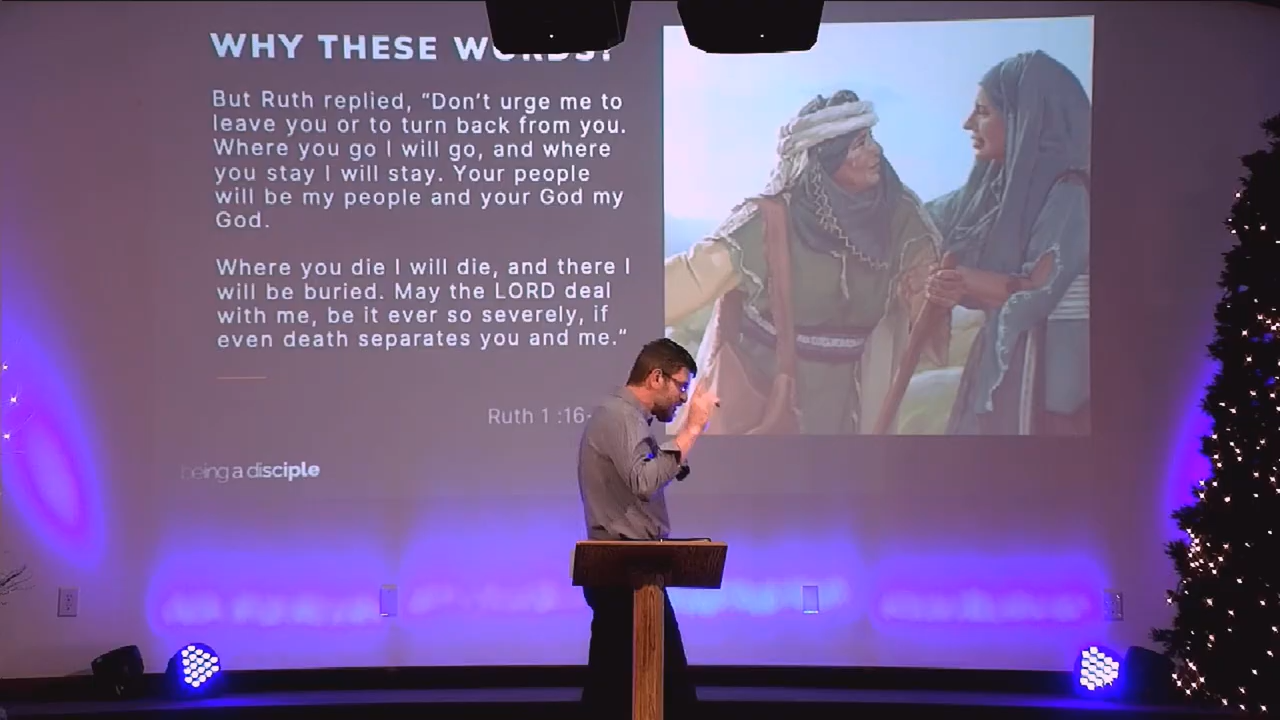 WHY THESE WORDS?
But Ruth replied, “Don’t urge me to
leave you or to turn back from you.
Where you go I will go, and where
you stay I will stay. Your people
will be my people and your God my
God.
Where you die I will die, and there I
will be buried. May the LORD deal
with me, be it ever so severely, if
even death separates you and me.”
Ruth 1 :16-
being a disciple